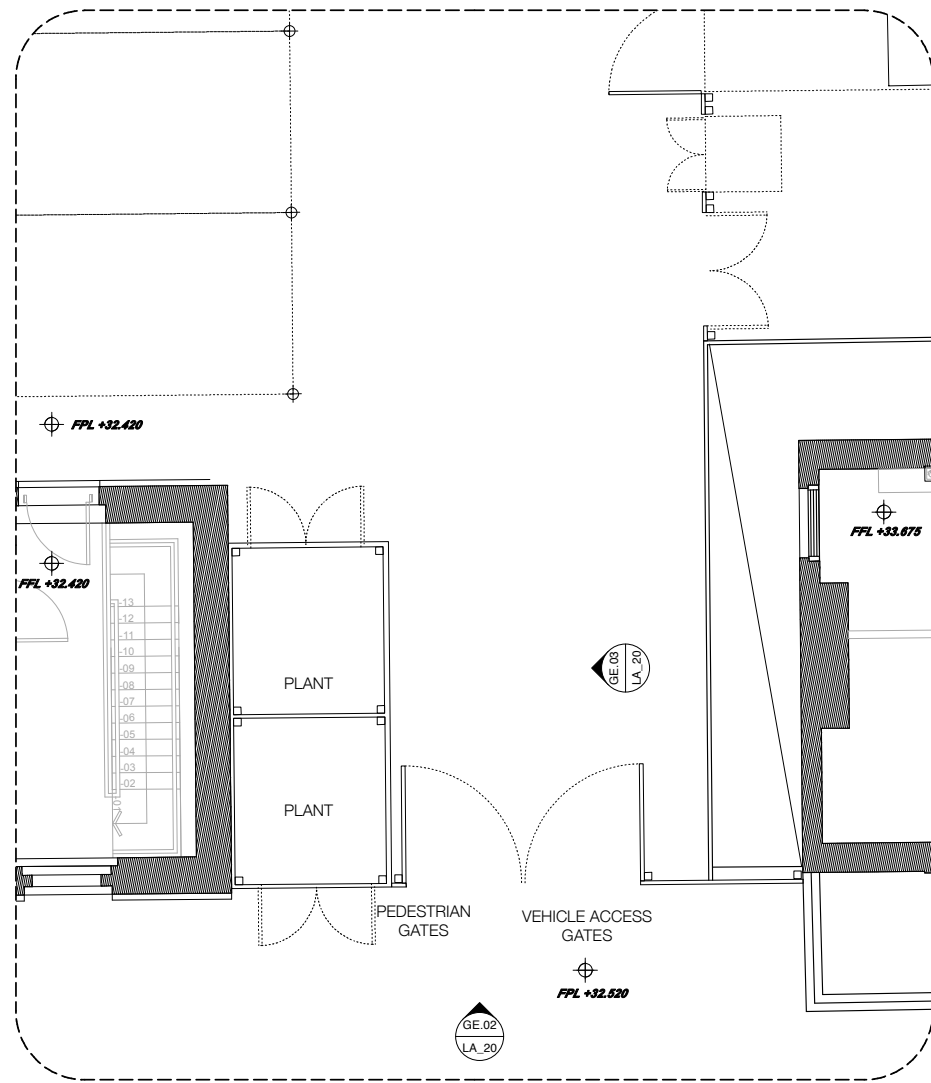 FPL +32.420
FFL +33.675
FFL +32.420
-13
-12
-11
-10
-09
-08
-07
-06
-05
-04
-03
-02
01
PLANT
PLANT
GE.03
LA_20
PEDESTRIAN
GATES
VEHICLE ACCESS
GATES
FPL +32.520
GE.02
LA_20